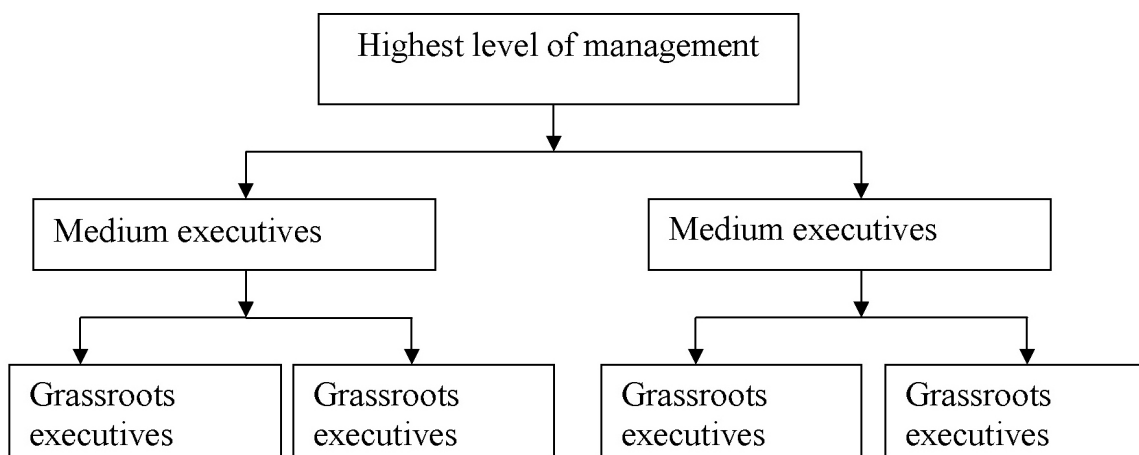 Highest level of management
Medium executives
Medium executives
Grassroots
executives
Grassroots
executives
Grassroots
executives
Grassroots
executives